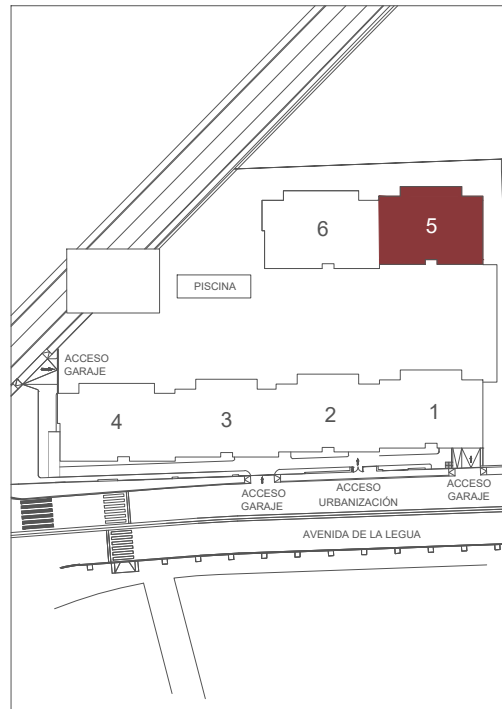 5
6
PISCINA
ACCESO
GARAJE
4
3
2
1
ACCESO
GARAJE
ACCESO
URBANIZACIÓN
ACCESO
GARAJE
AVENIDA DE LA LEGUA